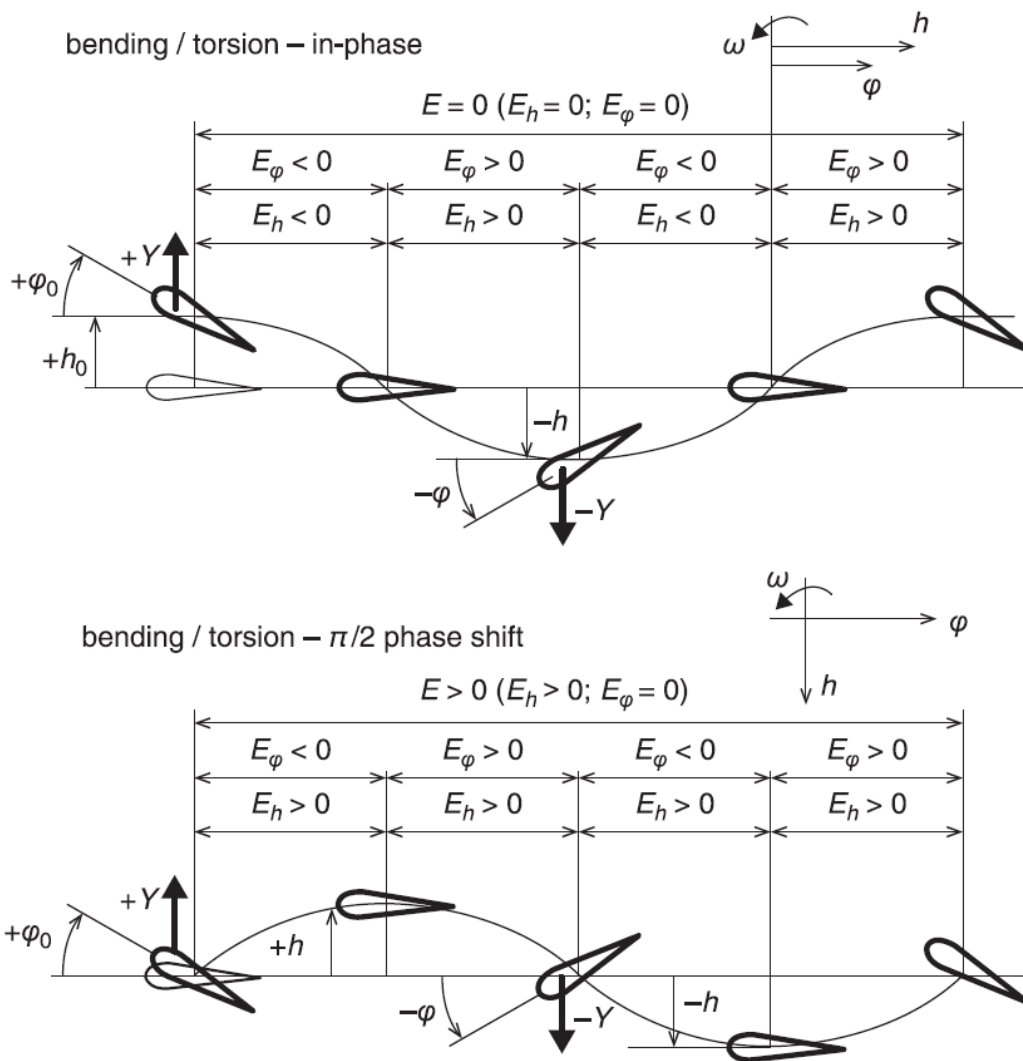 bending / torsion – in-phase
ω
h
φ
E = 0 (E_h = 0; E_φ = 0)
E_φ < 0 E_φ > 0 E_φ < 0 E_φ > 0
E_h < 0 E_h > 0 E_h < 0 E_h > 0
+Y
+φ_0
+h_0
–h
–φ
–Y
ω
φ
bending / torsion – π/2 phase shift
h
E > 0 (E_h > 0; E_φ = 0)
E_φ < 0 E_φ > 0 E_φ < 0 E_φ > 0
E_h > 0 E_h > 0 E_h > 0 E_h > 0
+Y
+φ_0
+h
–h
–φ
–Y